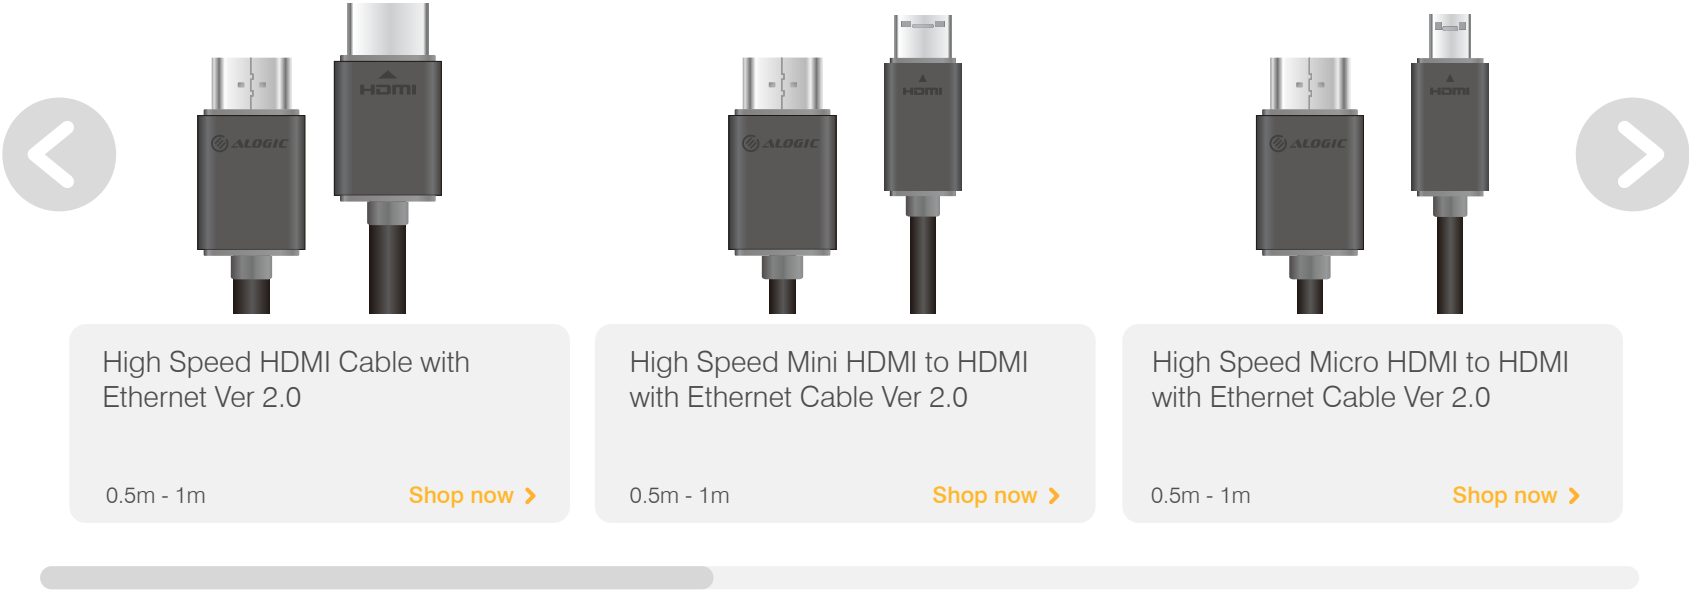 HDMI
ALOGIC
HDMI
ALOGIC
HDMI
ALOGIC
High Speed HDMI Cable with
Ethernet Ver 2.0
0.5m - 1m
Shop now
High Speed Mini HDMI to HDMI
with Ethernet Cable Ver 2.0
0.5m - 1m
Shop now
High Speed Micro HDMI to HDMI
with Ethernet Cable Ver 2.0
0.5m - 1m
Shop now